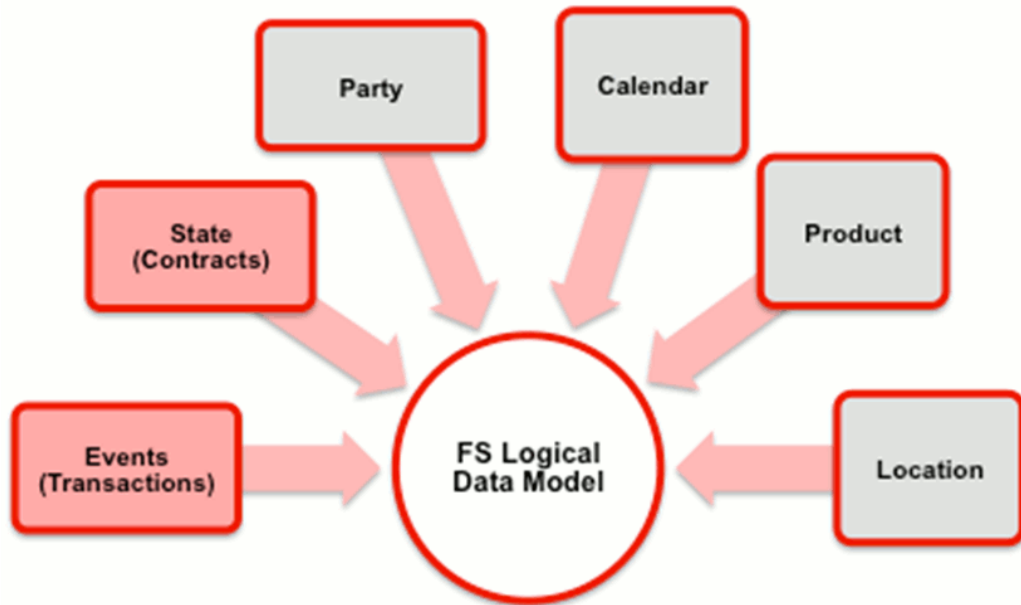 Party
Calendar
State
(Contracts)
Product
Events
(Transactions)
FS Logical
Data Model
Location